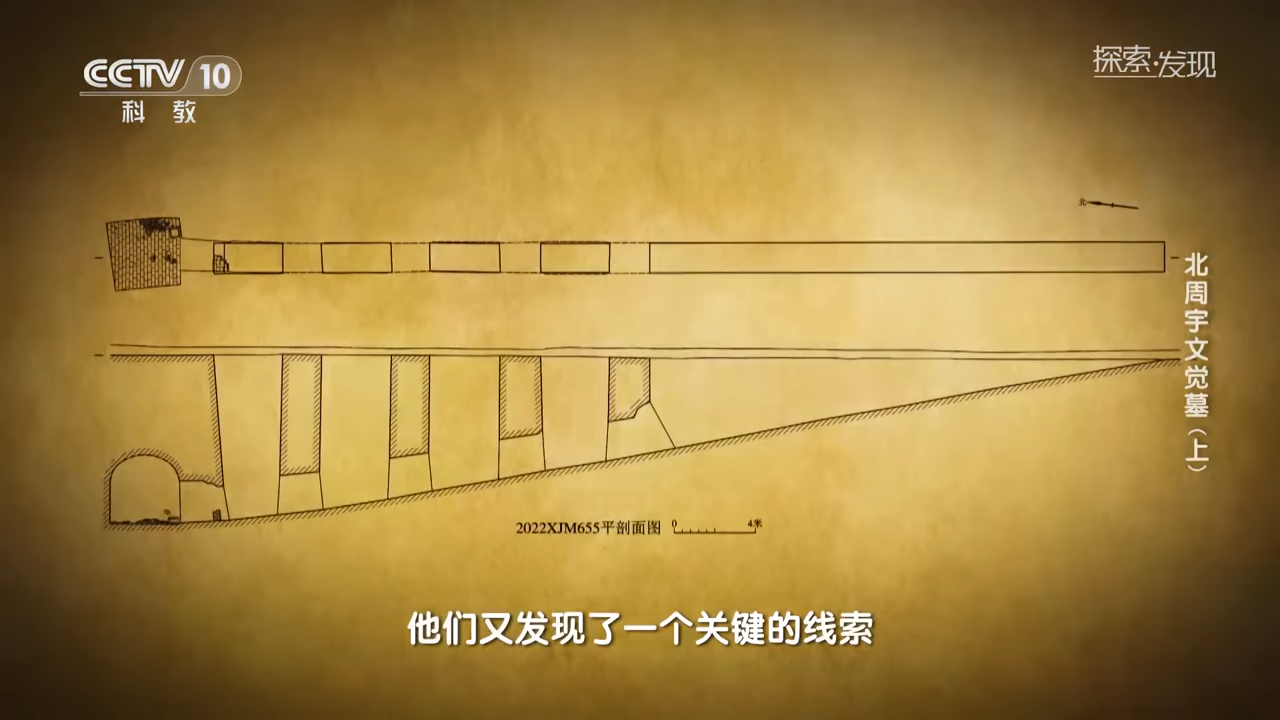 CCTV 10
科教
探索·发现
北
北周宇文觉墓（上）
2022XJM655平剖面图
0 4米
他们又发现了一个关键的线索